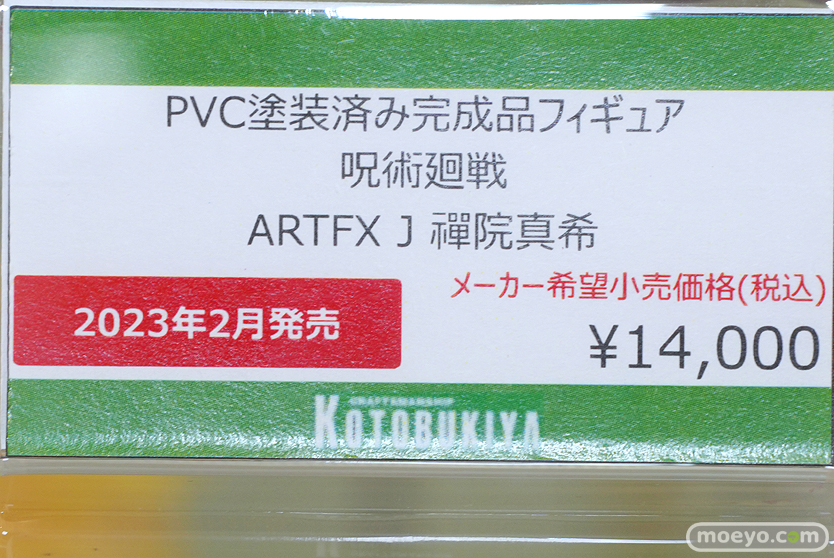 PVC塗装済み完成品フィギュア
呪術廻戦
ARTFX J 禪院真希
メーカー希望小売価格(税込)
2023年2月発売
¥14,000
CRAFTSMANSHIP
KOTOBUKIYA
moeyo.com